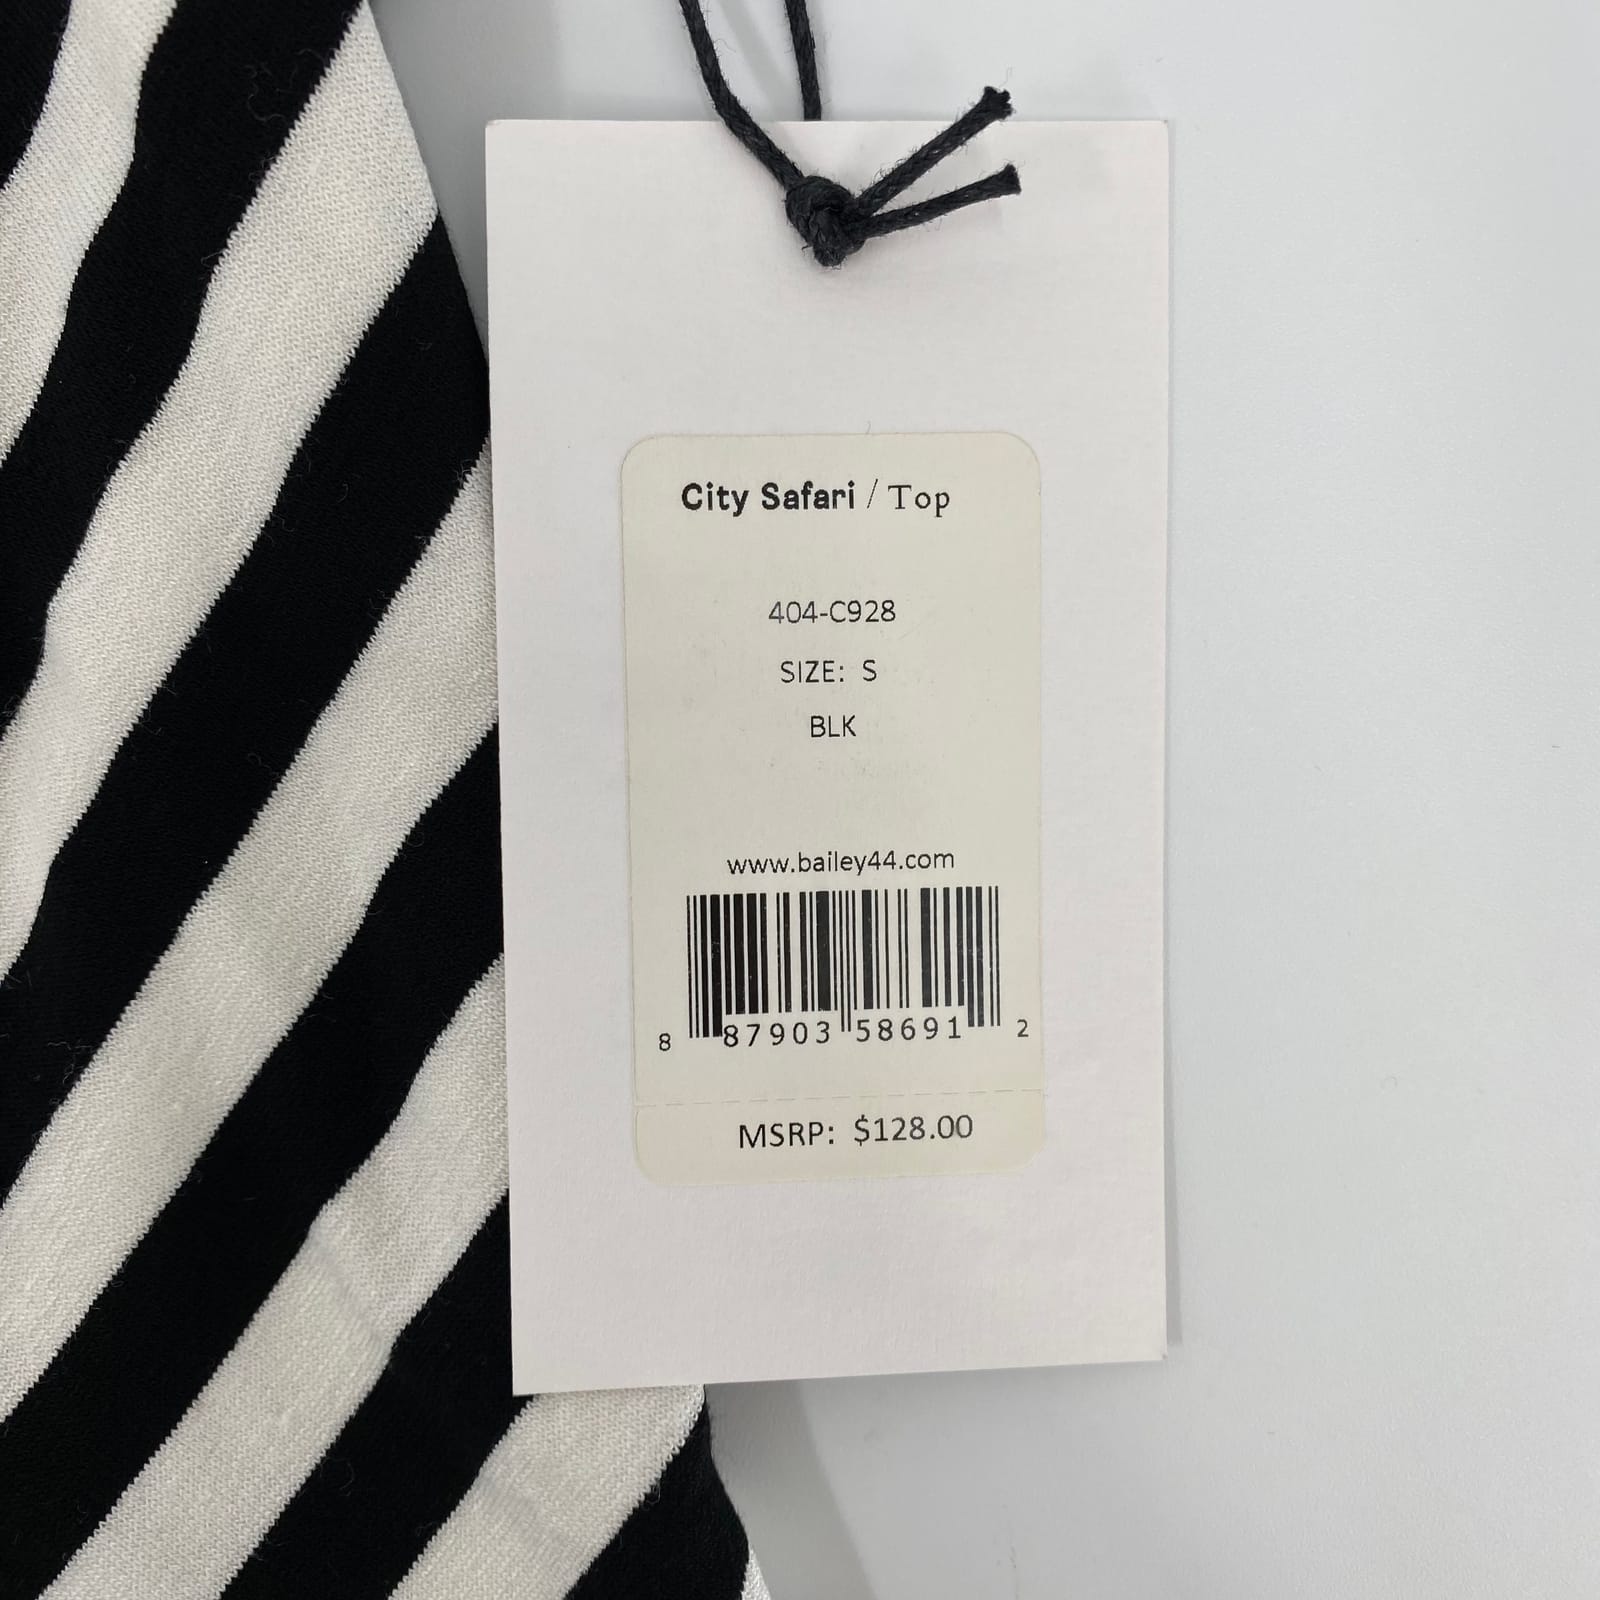 City Safari / Top
404-C928
SIZE: S
BLK
www.bailey44.com
8 87903 58691 2
MSRP: $128.00